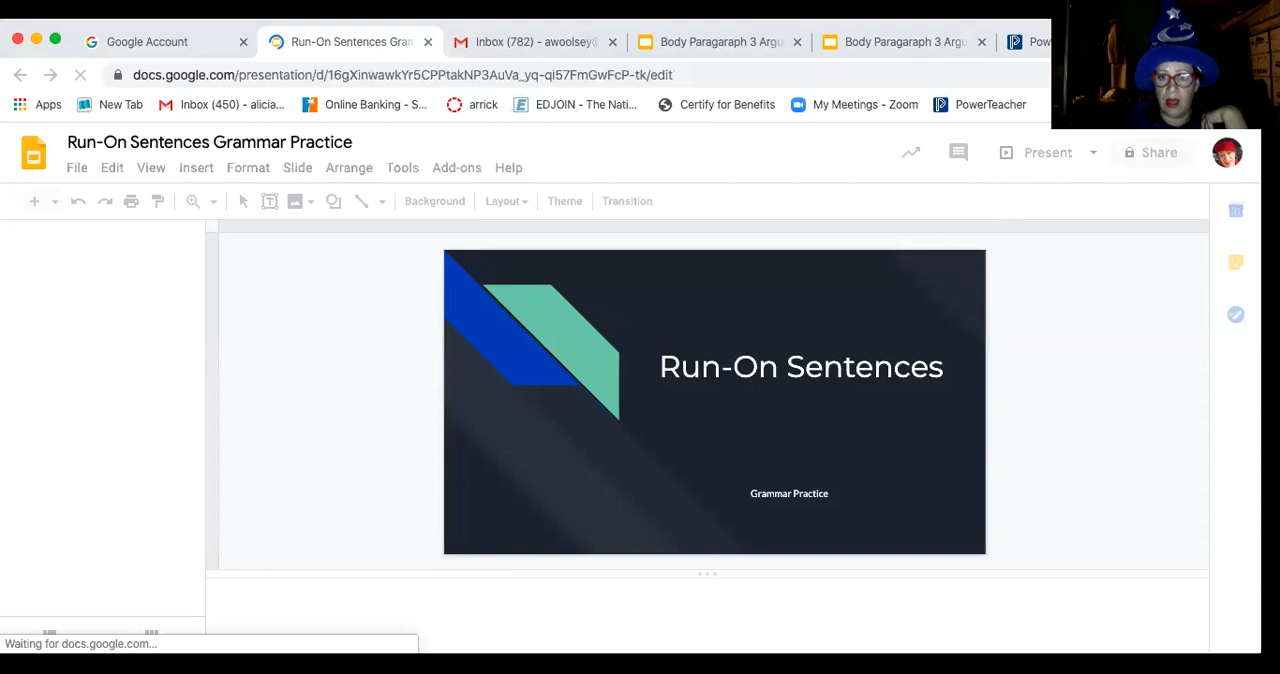 Google Account
Run-On Sentences Gram
Inbox (782) - awoolsey@
Body Paragraph 3 Argu
Body Paragraph 3 Argu
Pow
docs.google.com/presentation/d/16gXinwawkYr5CPPtakNP3AuVa_yq-qi57FmGwFcP-tk/edit
Apps
New Tab
Inbox (450) - alicia...
Online Banking - S...
arrick
EDJOIN - The Nati...
Certify for Benefits
My Meetings - Zoom
PowerTeacher
Run-On Sentences Grammar Practice
Present
Share
File Edit View Insert Format Slide Arrange Tools Add-ons Help
Background Layout Theme Transition
Run-On Sentences
Grammar Practice
Waiting for docs.google.com...